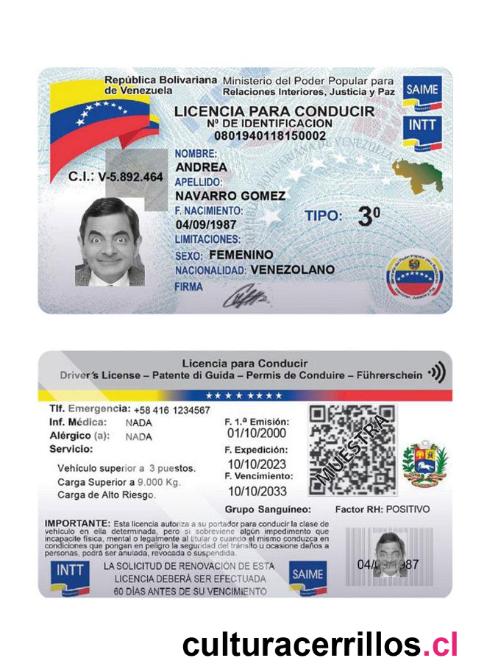 República Bolivariana de Venezuela
Ministerio del Poder Popular para
Relaciones Interiores, Justicia y Paz
SAIME
LICENCIA PARA CONDUCIR
Nº DE IDENTIFICACION
0801940118150002
INTT
C.I.: V-5.892.464
NOMBRE:
ANDREA
APELLIDO:
NAVARRO GOMEZ
F. NACIMIENTO:
04/09/1987
TIPO: 3º
LIMITACIONES:
SEXO: FEMENINO
NACIONALIDAD: VENEZOLANO
FIRMA
Licencia para Conducir
Driver's License – Patente di Guida – Permis de Conduire – Führerschein
Tlf. Emergencia: +58 416 1234567
Inf. Médica: NADA
Alérgico (a): NADA
Servicio:
Vehículo superior a 3 puestos.
Carga Superior a 9.000 Kg.
Carga de Alto Riesgo.
F. 1.ª Emisión:
01/10/2000
F. Expedición:
10/10/2023
F. Vencimiento:
10/10/2033
MUESTRA
Grupo Sanguíneo:
Factor RH: POSITIVO
IMPORTANTE: Esta licencia autoriza a su portador para conducir la clase de
vehículo en ella determinada, pero si sobreviene algún impedimento que
incapacite física, mental o legalmente al titular o cuando el mismo conduzca en
condiciones que pongan en peligro la seguridad del tránsito u ocasione daños a
personas, podrá ser anulada, revocada o suspendida.
INTT
LA SOLICITUD DE RENOVACIÓN DE ESTA
LICENCIA DEBERÁ SER EFECTUADA
60 DÍAS ANTES DE SU VENCIMIENTO
SAIME
culturacerrillos.cl